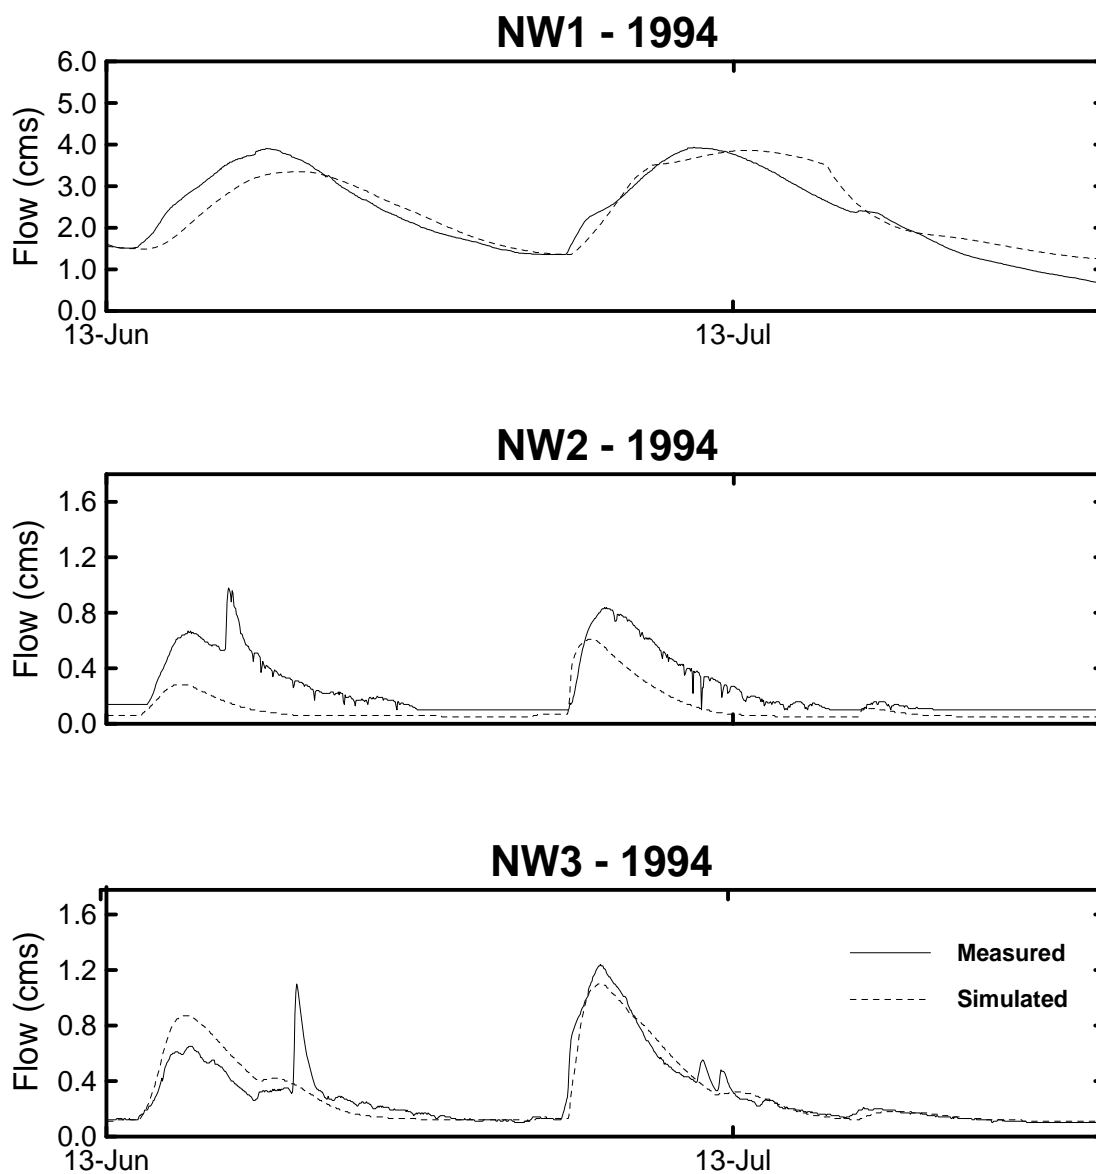 NW1 - 1994
6.0
5.0
4.0
3.0
2.0
1.0
0.0
Flow (cms)
13-Jun
13-Jul
NW2 - 1994
1.6
1.2
0.8
0.4
0.0
Flow (cms)
NW3 - 1994
1.6
1.2
0.8
0.4
0.0
Flow (cms)
Measured
Simulated
13-Jun
13-Jul